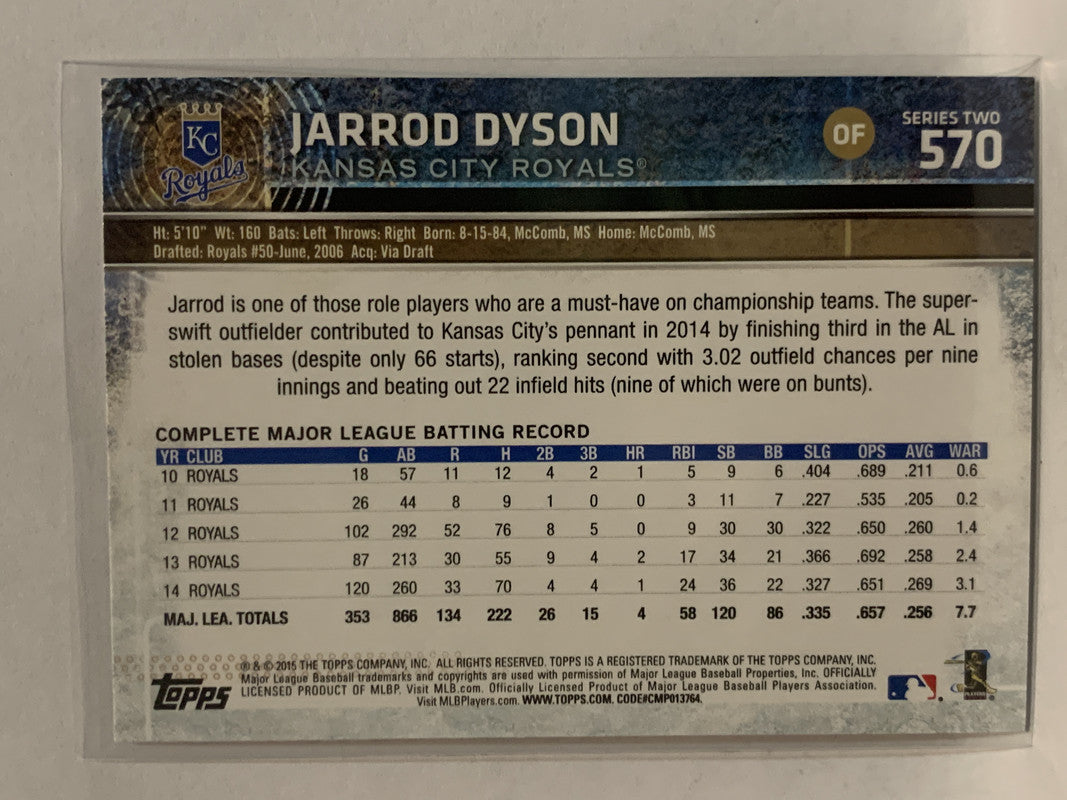 KC
Royals
JARROD DYSON
KANSAS CITY ROYALS®
OF
SERIES TWO
570
Ht: 5'10" Wt: 160 Bats: Left Throws: Right Born: 8-15-84, McComb, MS Home: McComb, MS
Drafted: Royals #50-June, 2006 Acq: Via Draft
Jarrod is one of those role players who are a must-have on championship teams. The super-
swift outfielder contributed to Kansas City's pennant in 2014 by finishing third in the AL in
stolen bases (despite only 66 starts), ranking second with 3.02 outfield chances per nine
innings and beating out 22 infield hits (nine of which were on bunts).
COMPLETE MAJOR LEAGUE BATTING RECORD
YR CLUB G AB R H 2B 3B HR RBI SB BB SLG OPS AVG WAR
10 ROYALS 18 57 11 12 4 2 1 5 9 6 .404 .689 .211 0.6
11 ROYALS 26 44 8 9 1 0 0 3 11 7 .227 .535 .205 0.2
12 ROYALS 102 292 52 76 8 5 0 9 30 30 .322 .650 .260 1.4
13 ROYALS 87 213 30 55 9 4 2 17 34 21 .366 .692 .258 2.4
14 ROYALS 120 260 33 70 4 4 1 24 36 22 .327 .651 .269 3.1
MAJ. LEA. TOTALS 353 866 134 222 26 15 4 58 120 86 .335 .657 .256 7.7
topps
® & © 2015 THE TOPPS COMPANY, INC. ALL RIGHTS RESERVED. TOPPS IS A REGISTERED TRADEMARK OF THE TOPPS COMPANY, INC.
Major League Baseball trademarks and copyrights are used with permission of Major League Baseball Properties, Inc. OFFICIALLY
LICENSED PRODUCT OF MLBP. Visit MLB.com. Officially Licensed Product of Major League Baseball Players Association.
Visit MLBPlayers.com. WWW.TOPPS.COM. CODE#CMP013764.
PLAYERS